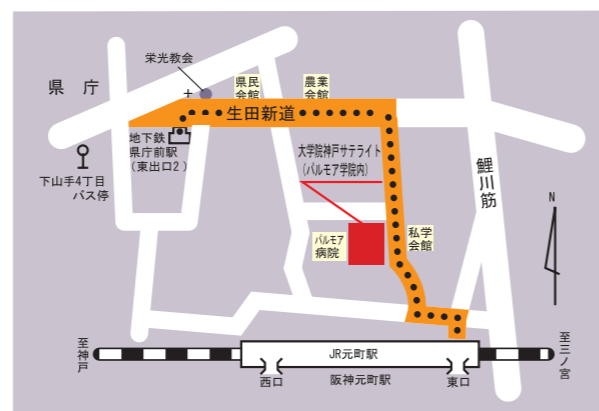 栄光教会
県 庁
県民
会館
農業
会館
生田新道
地下鉄
県庁前駅
(東出口2)
下山手4丁目
バス停
大学院神戸サテライト
(パルモア学院内)
鯉川筋
N
パルモア
病院
私学
会館
至神戸
JR元町駅
至三ノ宮
西口
阪神元町駅
東口